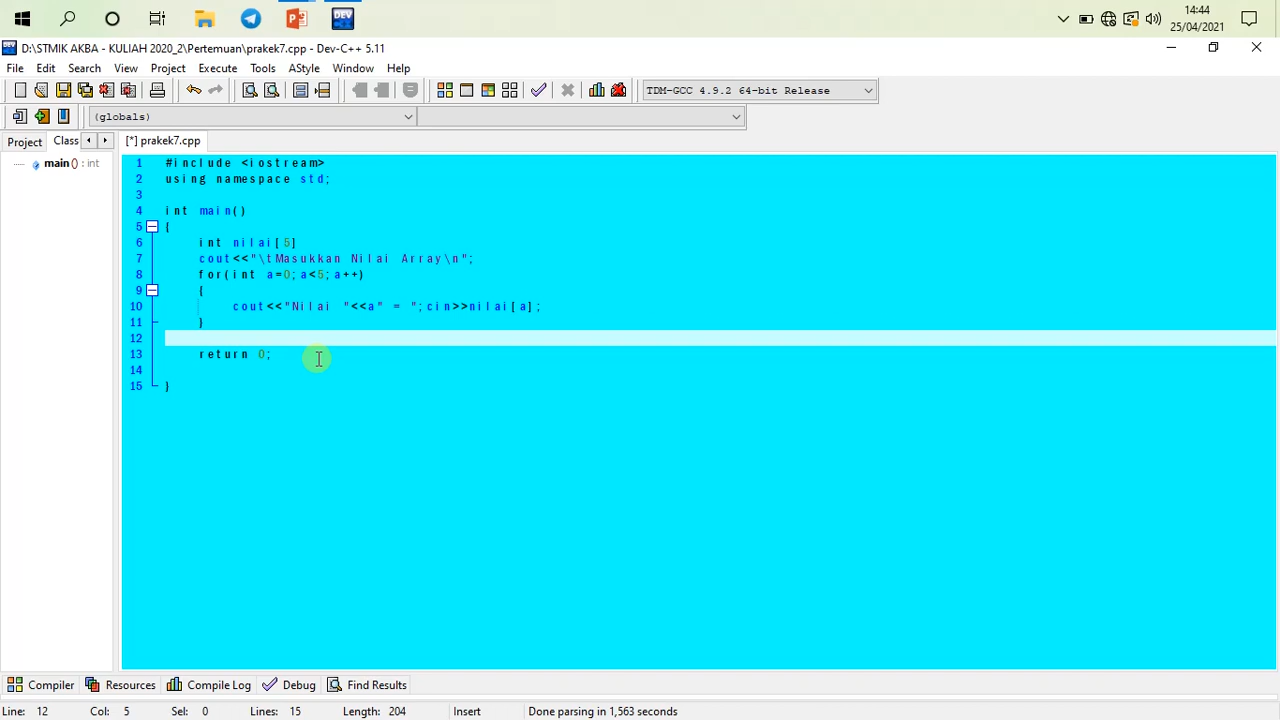 14:44
25/04/2021
DEV
D:\STMIK AKBA - KULIAH 2020_2\Pertemuan\prakek7.cpp - Dev-C++ 5.11
File Edit Search View Project Execute Tools AStyle Window Help
TDM-GCC 4.9.2 64-bit Release
(globals)
Project Class [*] prakek7.cpp
main () : int
1 #include <iostream>
2 using namespace std;
3
4 int main()
5 {
6 int nilai[5]
7 cout<<"\tMasukkan Nilai Array\n";
8 for(int a=0;a<5;a++)
9 {
10 cout<<"Nilai "<<a" = ";cin>>nilai[a];
11 }
12
13 return 0;
14
15 }
Compiler Resources Compile Log Debug Find Results
Line: 12 Col: 5 Sel: 0 Lines: 15 Length: 204 Insert Done parsing in 1,563 seconds